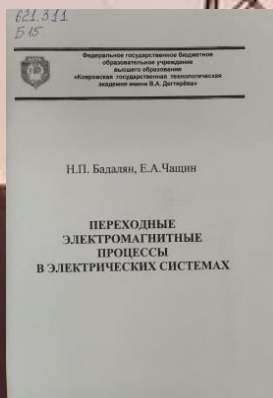 621.311
Б15
Федеральное государственное бюджетное
образовательное учреждение
высшего образования
«Ковровская государственная технологическая
академия имени В.А. Дегтярёва»
Н.П. Бадалян, Е.А.Чащин
ПЕРЕХОДНЫЕ
ЭЛЕКТРОМАГНИТНЫЕ
ПРОЦЕССЫ
В ЭЛЕКТРИЧЕСКИХ СИСТЕМАХ